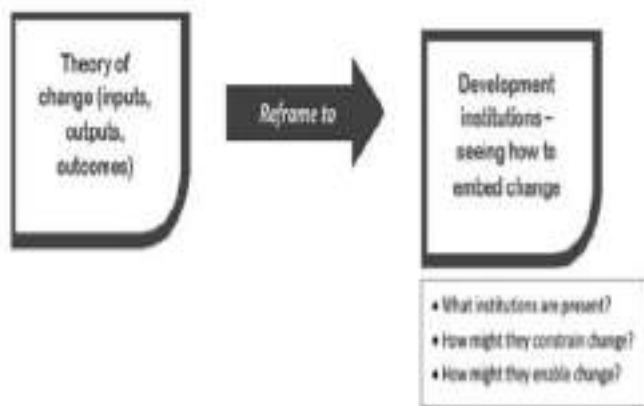 Theory of
change (inputs,
outputs,
outcomes)
Reframe to
Development
institutions –
seeing how to
embed change
• What institutions are present?
• How might they constrain change?
• How might they enable change?